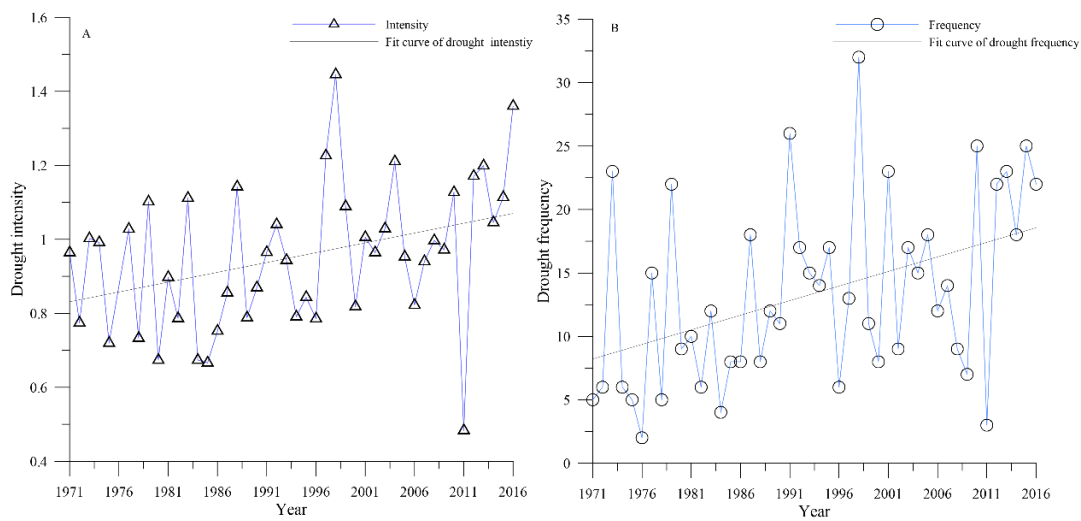 A
Intensity
Fit curve of drought intenstiy
1.6
1.4
1.2
1
0.8
0.6
0.4
Drought intensity
1971 1976 1981 1986 1991 1996 2001 2006 2011 2016
Year
B
Frequency
Fit curve of drought frequency
35
30
25
20
15
10
5
0
Drought frequency
1971 1976 1981 1986 1991 1996 2001 2006 2011 2016
Year